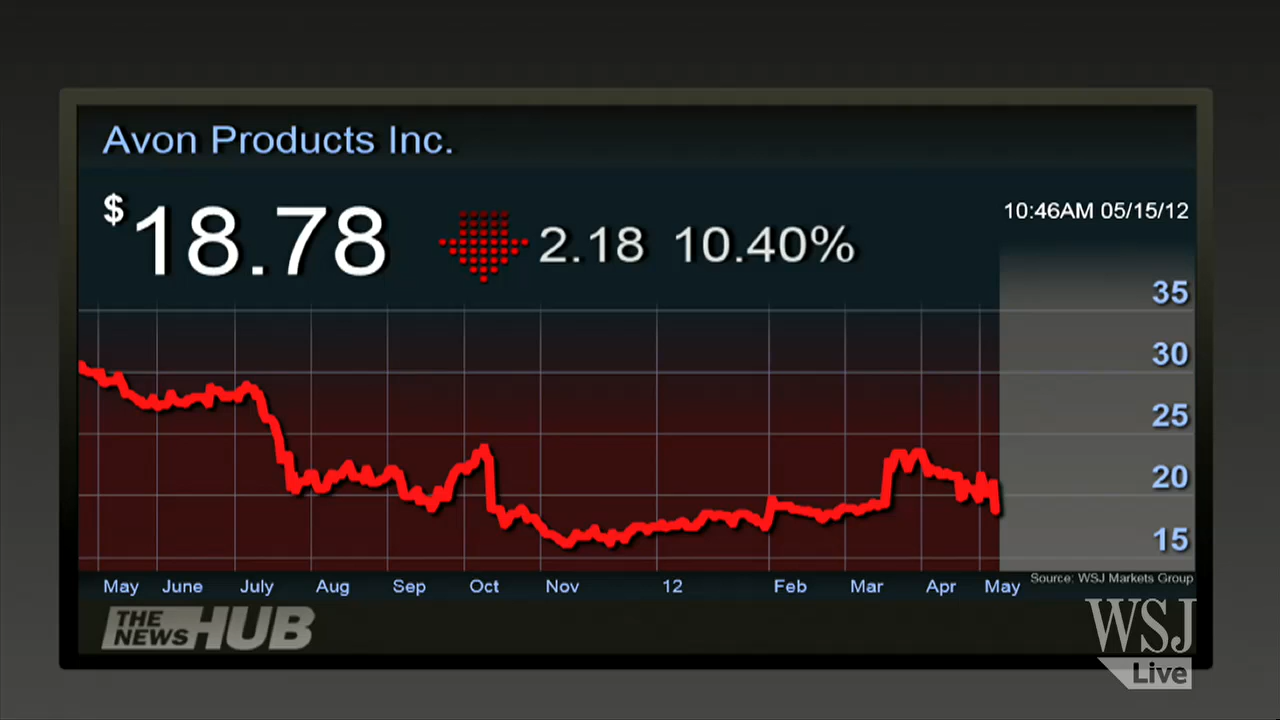 Avon Products Inc.
$18.78 2.18 10.40%
10:46AM 05/15/12
35
30
25
20
15
May June July Aug Sep Oct Nov 12 Feb Mar Apr May
Source: WSJ Markets Group
THE NEWS HUB
WSJ
Live